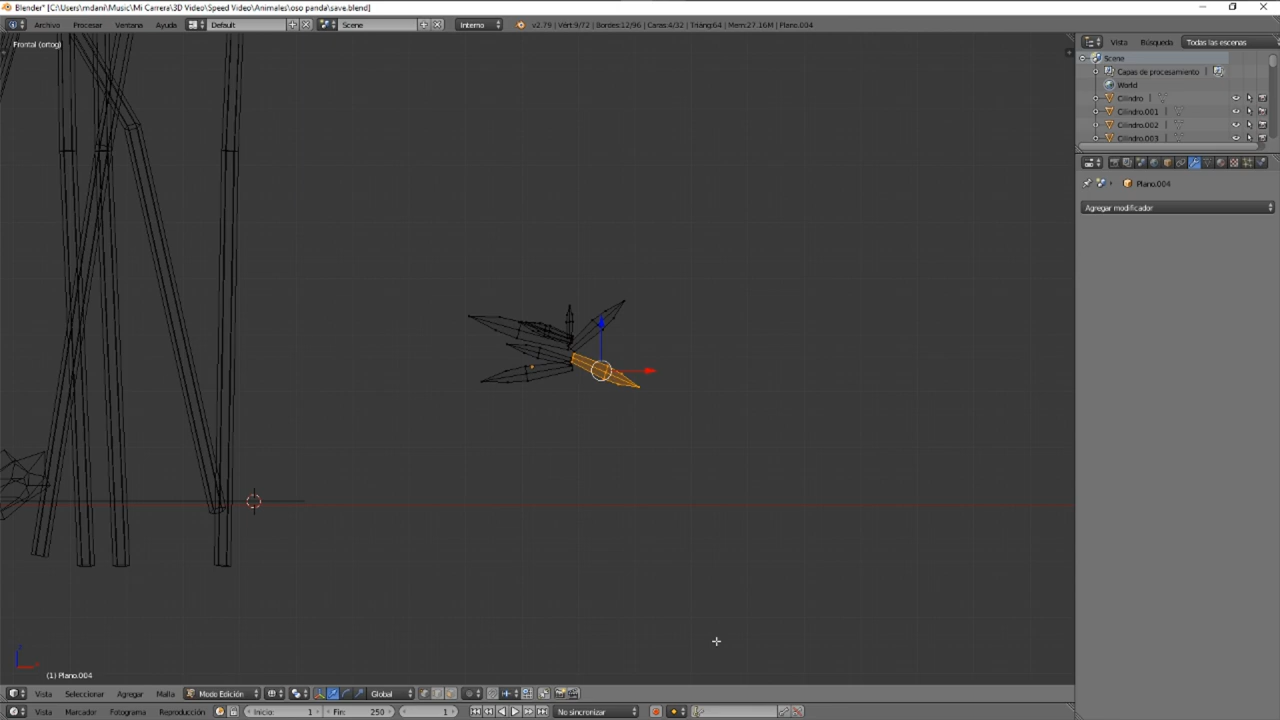 Blender* [C:\Users\mdani\Music\Mi Carrera\3D Video\Speed Video\Animales\oso panda\save.blend]
Archivo Procesar Ventana Ayuda Default Scene Interno v2.79 | Vért:9/72 | Bordes:12/96 | Caras:4/32 | Triáng:64 | Mem:27.16M | Plano.004
Frontal (ortog)
Vista Búsqueda Todas las escenas
Scene
Capas de procesamiento
World
Cilindro
Cilindro.001
Cilindro.002
Cilindro.003
Plano.004
Agregar modificador
(1) Plano.004
Vista Seleccionar Agregar Malla Modo Edición Global
Vista Marcador Fotograma Reproducción Inicio: 1 Fin: 250 1 No sincronizar